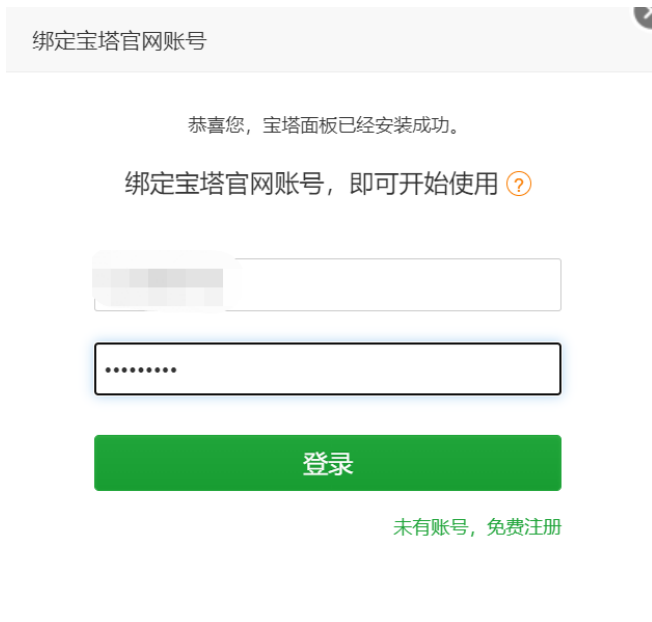 绑定宝塔官网账号
恭喜您，宝塔面板已经安装成功。
绑定宝塔官网账号，即可开始使用 ?
•••••••••
登录
未有账号，免费注册